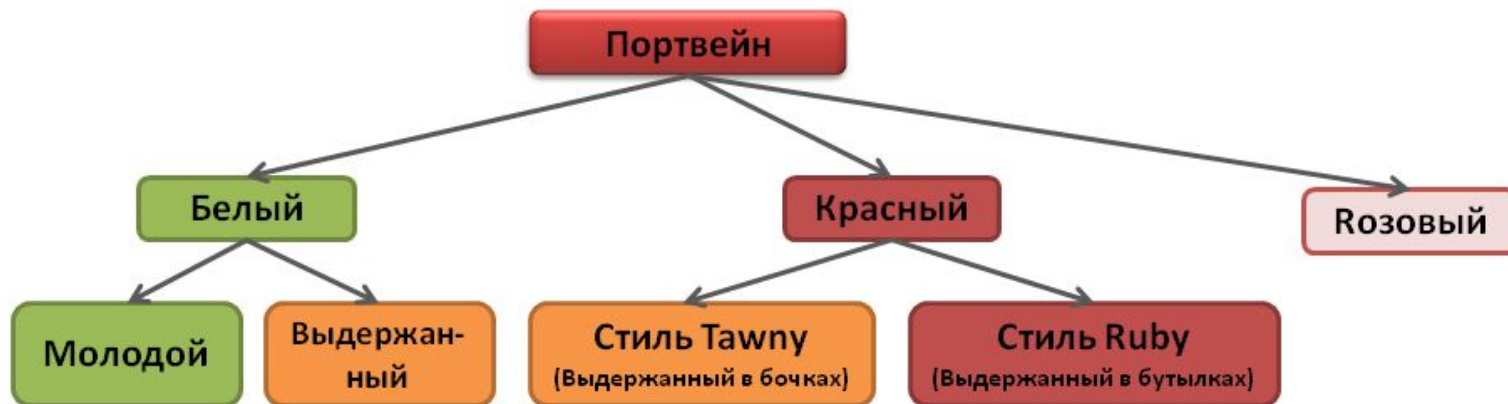 Портвейн
Белый
Красный
Rозовый
Молодой
Выдержан-
ный
Стиль Tawny
(Выдержанный в бочках)
Стиль Ruby
(Выдержанный в бутылках)